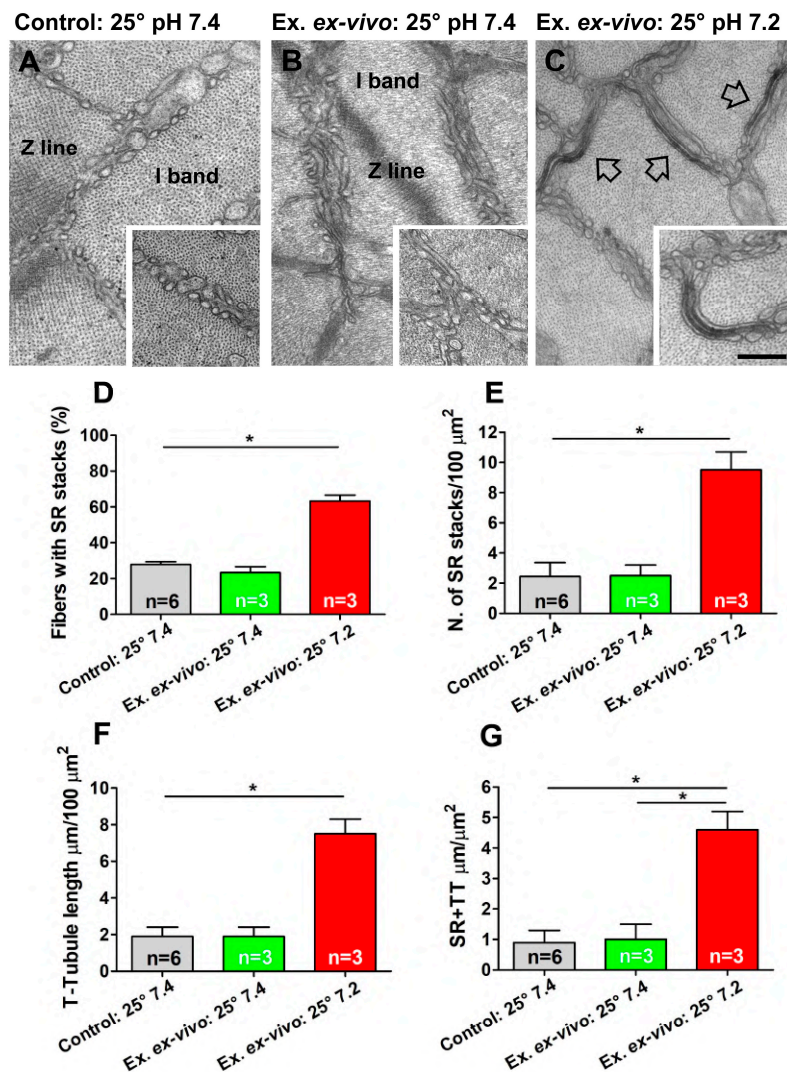 Control: 25° pH 7.4 Ex. ex-vivo: 25° pH 7.4 Ex. ex-vivo: 25° pH 7.2
A B C
I band
Z line
Z line
I band
D
Fibers with SR stacks (%)
100
80
60
40
20
0
*
n=6 n=3 n=3
Control: 25° 7.4
Ex. ex-vivo: 25° 7.4
Ex. ex-vivo: 25° 7.2
E
N. of SR stacks/100 μm²
12
10
8
6
4
2
0
*
n=6 n=3 n=3
Control: 25° 7.4
Ex. ex-vivo: 25° 7.4
Ex. ex-vivo: 25° 7.2
F
T-Tubule length μm/100 μm²
10
8
6
4
2
0
*
n=6 n=3 n=3
Control: 25° 7.4
Ex. ex-vivo: 25° 7.4
Ex. ex-vivo: 25° 7.2
G
SR+TT μm/μm²
6
5
4
3
2
1
0
*
*
n=6 n=3 n=3
Control: 25° 7.4
Ex. ex-vivo: 25° 7.4
Ex. ex-vivo: 25° 7.2